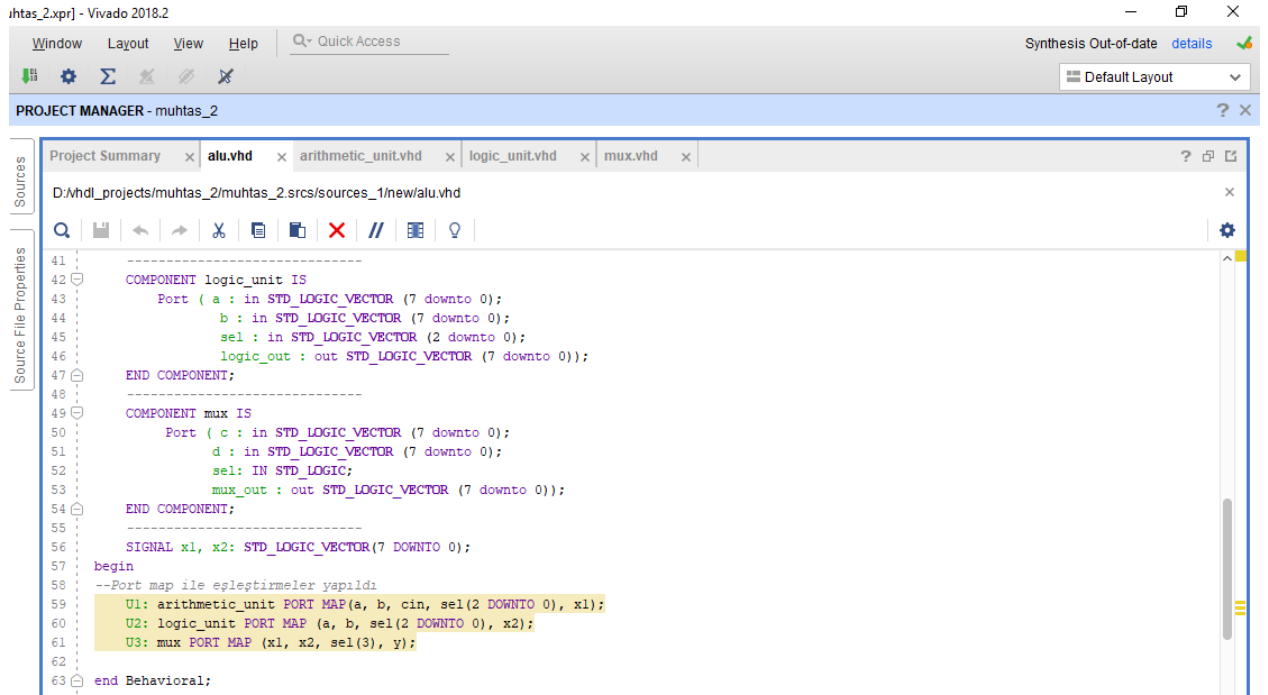 uhtas_2.xpr] - Vivado 2018.2
Window Layout View Help Quick Access
Synthesis Out-of-date details
Default Layout
PROJECT MANAGER - muhtas_2
Sources
Source File Properties
Project Summary alu.vhd arithmetic_unit.vhd logic_unit.vhd mux.vhd
D:/vhdl_projects/muhtas_2/muhtas_2.srcs/sources_1/new/alu.vhd
41 ------------------------------
42 COMPONENT logic_unit IS
43 Port ( a : in STD_LOGIC_VECTOR (7 downto 0);
44 b : in STD_LOGIC_VECTOR (7 downto 0);
45 sel : in STD_LOGIC_VECTOR (2 downto 0);
46 logic_out : out STD_LOGIC_VECTOR (7 downto 0));
47 END COMPONENT;
48 ------------------------------
49 COMPONENT mux IS
50 Port ( c : in STD_LOGIC_VECTOR (7 downto 0);
51 d : in STD_LOGIC_VECTOR (7 downto 0);
52 sel: IN STD_LOGIC;
53 mux_out : out STD_LOGIC_VECTOR (7 downto 0));
54 END COMPONENT;
55 ------------------------------
56 SIGNAL x1, x2: STD_LOGIC_VECTOR(7 DOWNTO 0);
57 begin
58 --Port map ile eşleştirmeler yapıldı
59 U1: arithmetic_unit PORT MAP(a, b, cin, sel(2 DOWNTO 0), x1);
60 U2: logic_unit PORT MAP (a, b, sel(2 DOWNTO 0), x2);
61 U3: mux PORT MAP (x1, x2, sel(3), y);
62
63 end Behavioral;